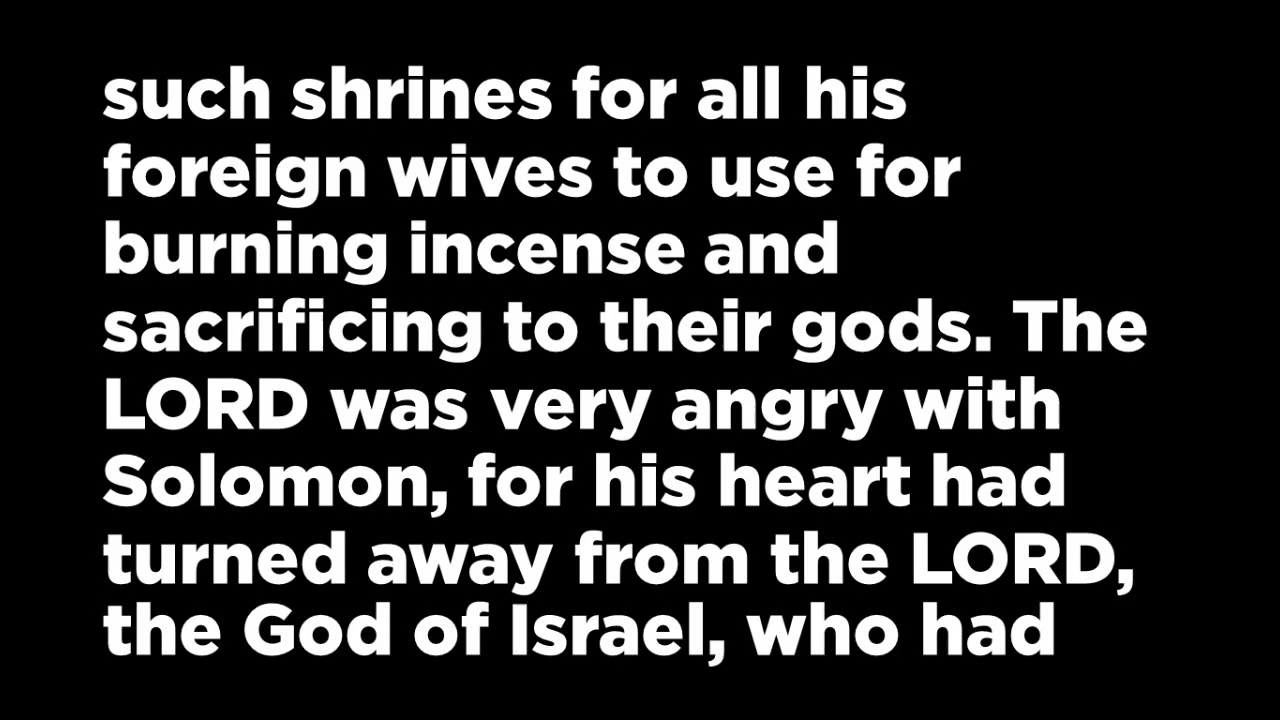 such shrines for all his
foreign wives to use for
burning incense and
sacrificing to their gods. The
LORD was very angry with
Solomon, for his heart had
turned away from the LORD,
the God of Israel, who had